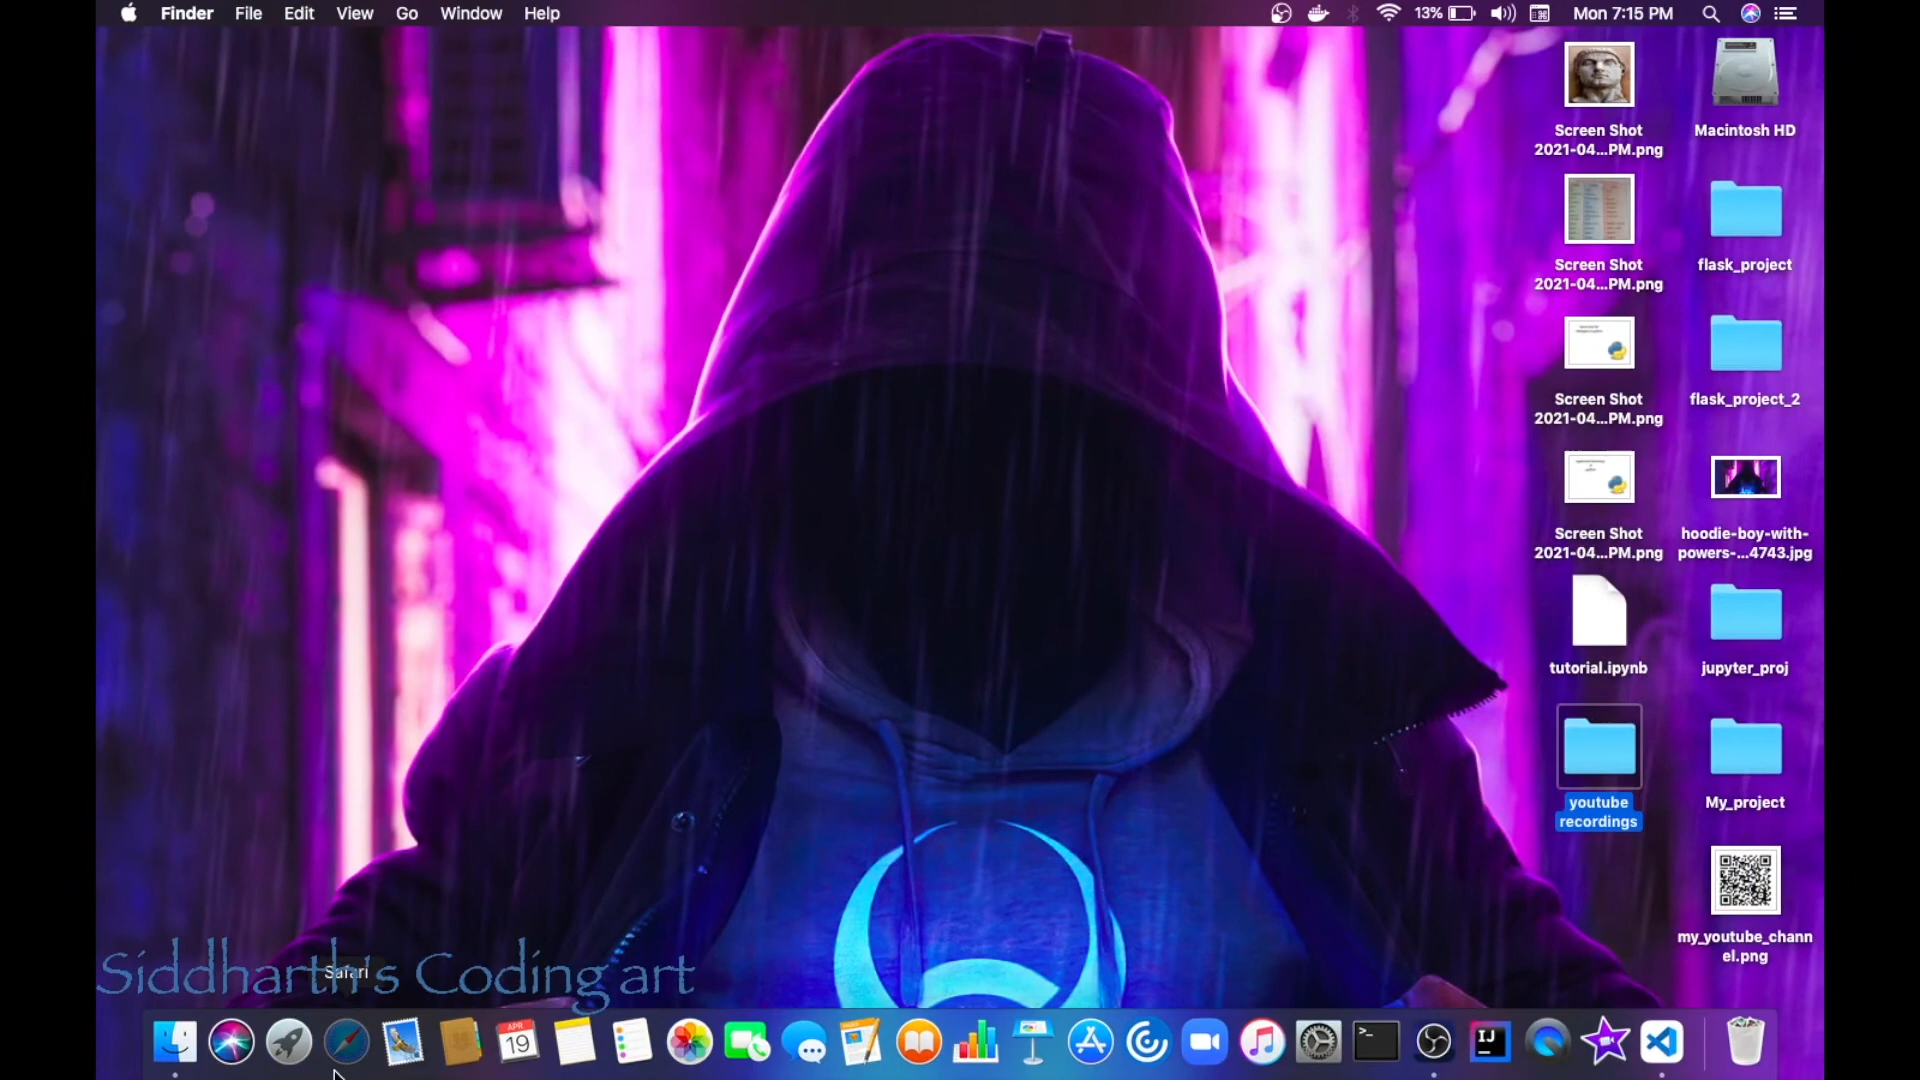 Finder File Edit View Go Window Help 13% Mon 7:15 PM
Screen Shot
2021-04...PM.png
Macintosh HD
Screen Shot
2021-04...PM.png
flask_project
Screen Shot
2021-04...PM.png
flask_project_2
Screen Shot
2021-04...PM.png
hoodie-boy-with-
powers-...4743.jpg
tutorial.ipynb
jupyter_proj
youtube
recordings
My_project
my_youtube_chann
el.png
Siddharth's Coding art
Safari
APR
19
IJ